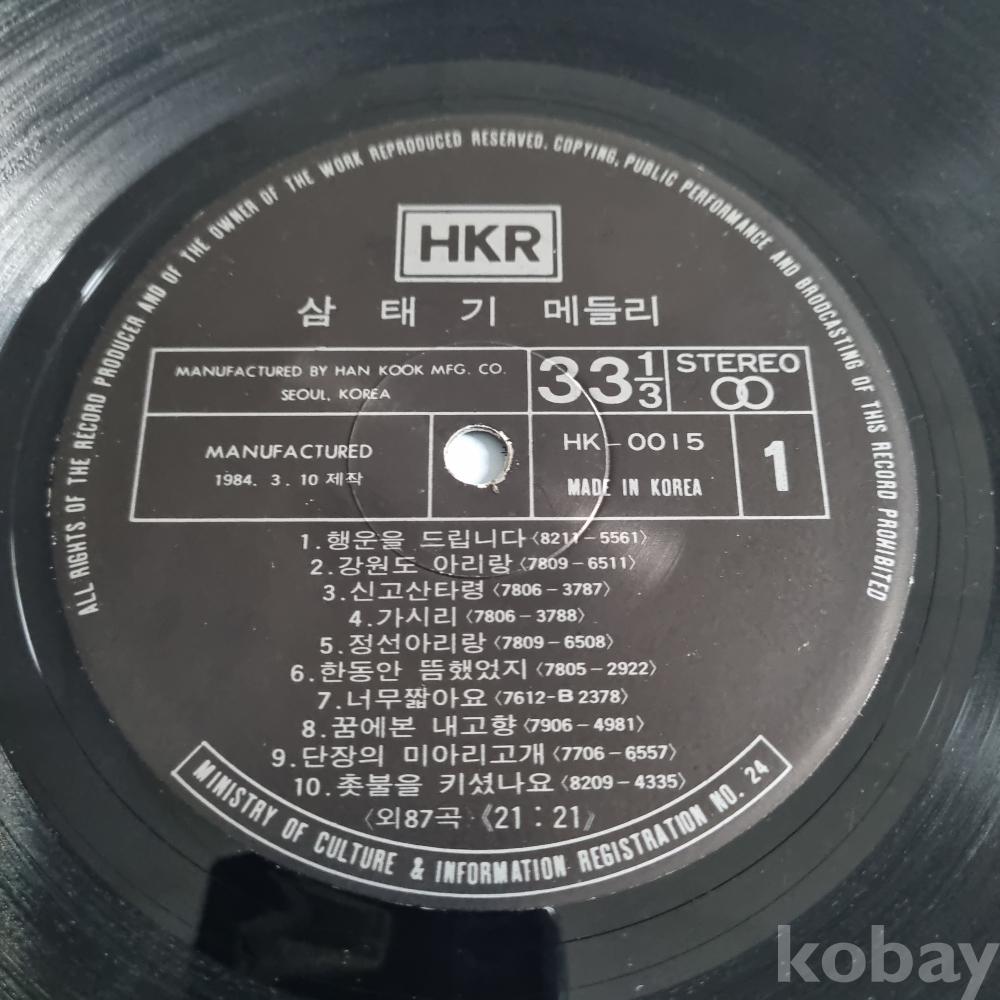 ALL RIGHTS OF THE RECORD PRODUCER AND OF THE OWNER OF THE WORK REPRODUCED RESERVED. COPYING, PUBLIC PERFORMANCE AND BRODCASTING OF THIS RECORD PROHIBITED
HKR
삼태기 메들리
MANUFACTURED BY HAN KOOK MFG. CO.
SEOUL, KOREA
33 1/3
STEREO
MANUFACTURED
1984. 3. 10 제작
HK-0015
MADE IN KOREA
1
1. 행운을 드립니다 〈8211-5561〉
2. 강원도 아리랑 〈7809-6511〉
3. 신고산타령 〈7806-3787〉
4. 가시리 〈7806-3788〉
5. 정선아리랑 〈7809-6508〉
6. 한동안 뜸했었지 〈7805-2922〉
7. 너무짧아요 〈7612-B2378〉
8. 꿈에본 내고향 〈7906-4981〉
9. 단장의 미아리고개 〈7706-6557〉
10. 촛불을 키셨나요 〈8209-4335〉
〈외87곡·《21:21》
MINISTRY OF CULTURE & INFORMATION REGISTRATION NO. 24
kobay